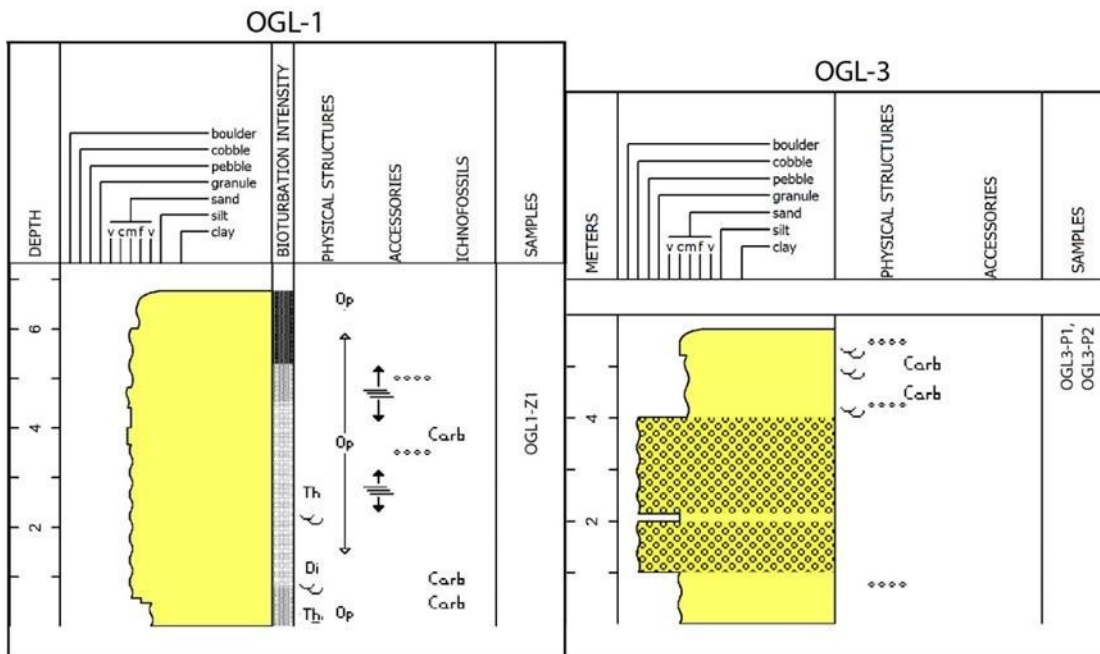 OGL-1
BIOTURBATION INTENSITY
PHYSICAL STRUCTURES
ACCESSORIES
ICHNOFOSSILS
SAMPLES
DEPTH
boulder
cobble
pebble
granule
sand
silt
clay
v c m f v
6
4
2
Op
Op
Th
Di
Th
Op
Carb
Carb
Carb
OGL1-Z1
OGL-3
METERS
PHYSICAL STRUCTURES
ACCESSORIES
SAMPLES
boulder
cobble
pebble
granule
sand
silt
clay
v c m f v
4
2
Carb
Carb
OGL3-P1,
OGL3-P2